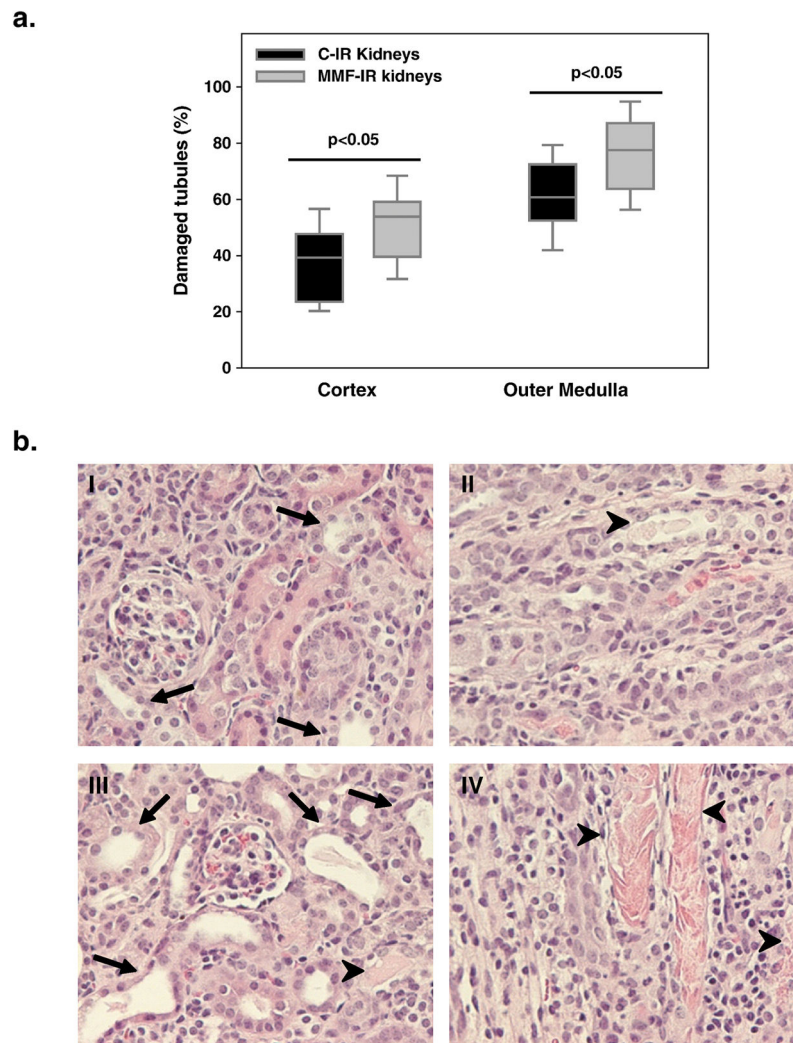 a.
C-IR Kidneys
MMF-IR kidneys
p<0.05
p<0.05
Damaged tubules (%)
100
80
60
40
20
0
Cortex
Outer Medulla
b.
I
II
III
IV